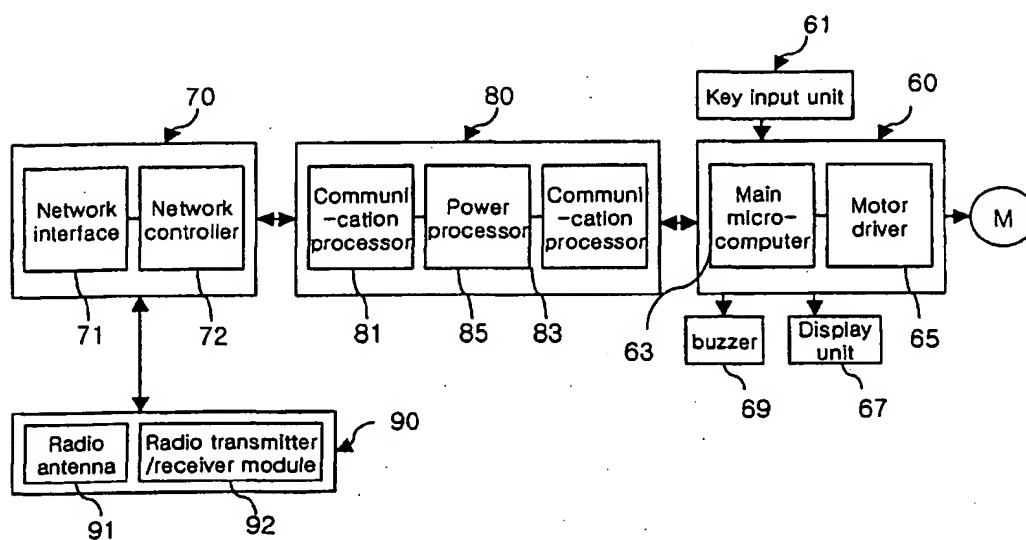 61
Key input unit
70
80
60
Network
interface
Network
controller
Communi
-cation
processor
Power
processor
Communi
-cation
processor
Main
micro-
computer
Motor
driver
M
71
72
81
85
83
63
65
buzzer
Display
unit
69
67
90
Radio
antenna
Radio transmitter
/receiver module
91
92